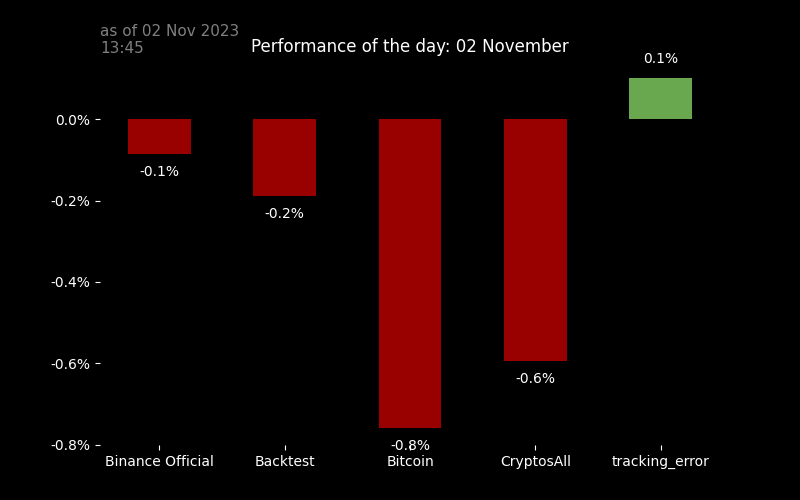 as of 02 Nov 2023
13:45
Performance of the day: 02 November
0.1%
0.0%
-0.1%
-0.2%
-0.2%
-0.4%
-0.6%
-0.6%
-0.8%
-0.8%
Binance Official
Backtest
Bitcoin
CryptosAll
tracking_error